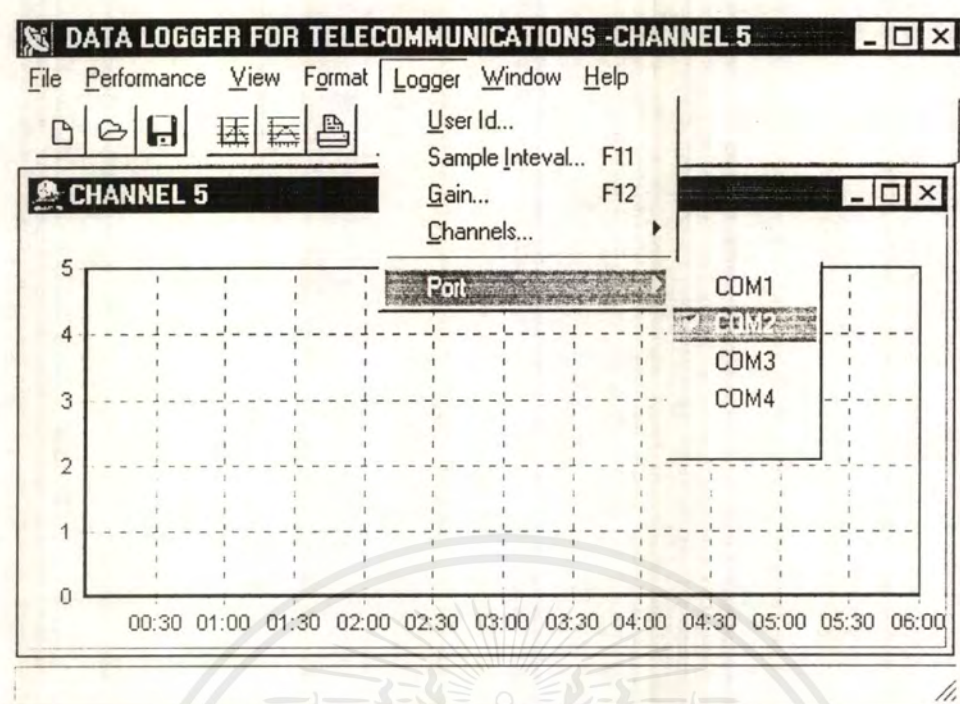 DATA LOGGER FOR TELECOMMUNICATIONS -CHANNEL 5
File Performance View Format Logger Window Help
User Id...
Sample Inteval... F11
Gain... F12
Channels...
Port
COM1
COM2
COM3
COM4
CHANNEL 5
5
4
3
2
1
0
00:30 01:00 01:30 02:00 02:30 03:00 03:30 04:00 04:30 05:00 05:30 06:00